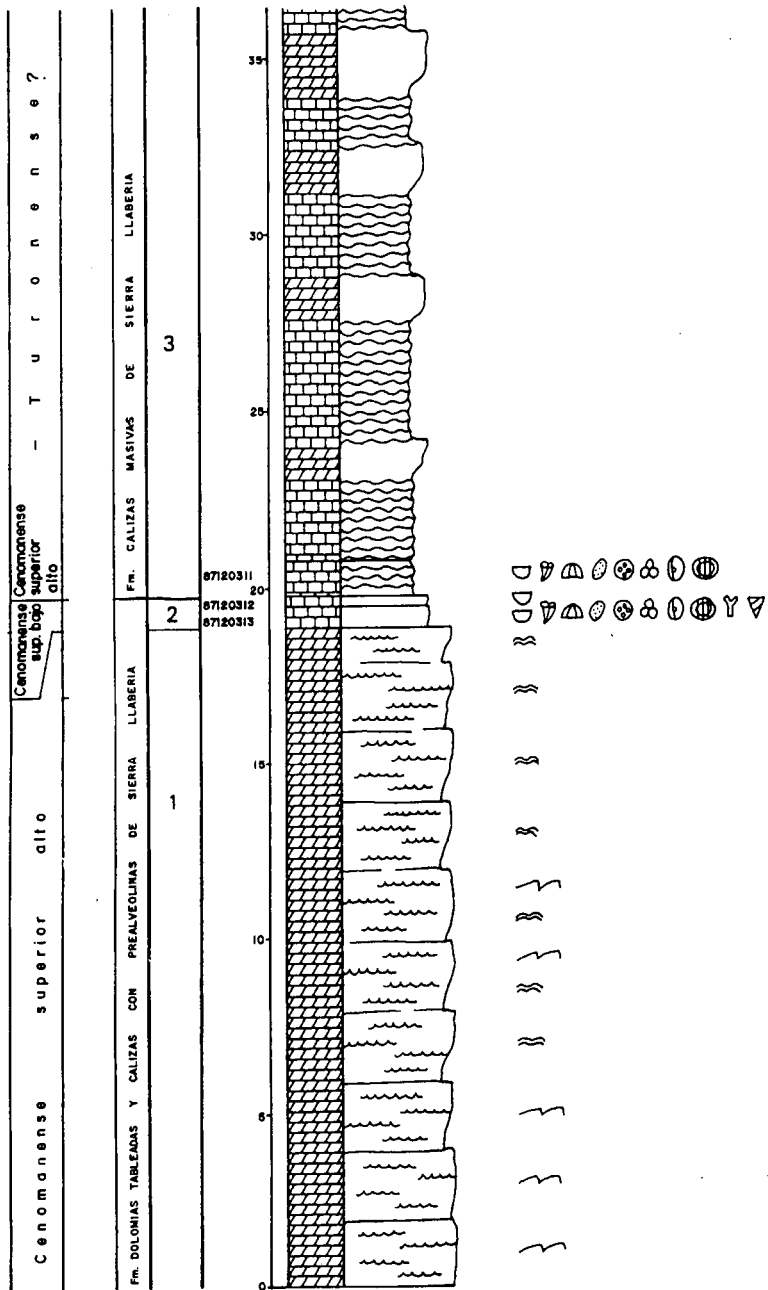 Cenomanense superior alto
Cenomanense sup. bajo
Cenomanense superior alto
— Turonense?
Fm. DOLOMIAS TABLEADAS Y CALIZAS CON PREALVEOLINAS DE SIERRA LLABERIA
Fm. CALIZAS MASIVAS DE SIERRA LLABERIA
1
2
3
87120311
87120312
87120313
35
30
25
20
15
10
5
0